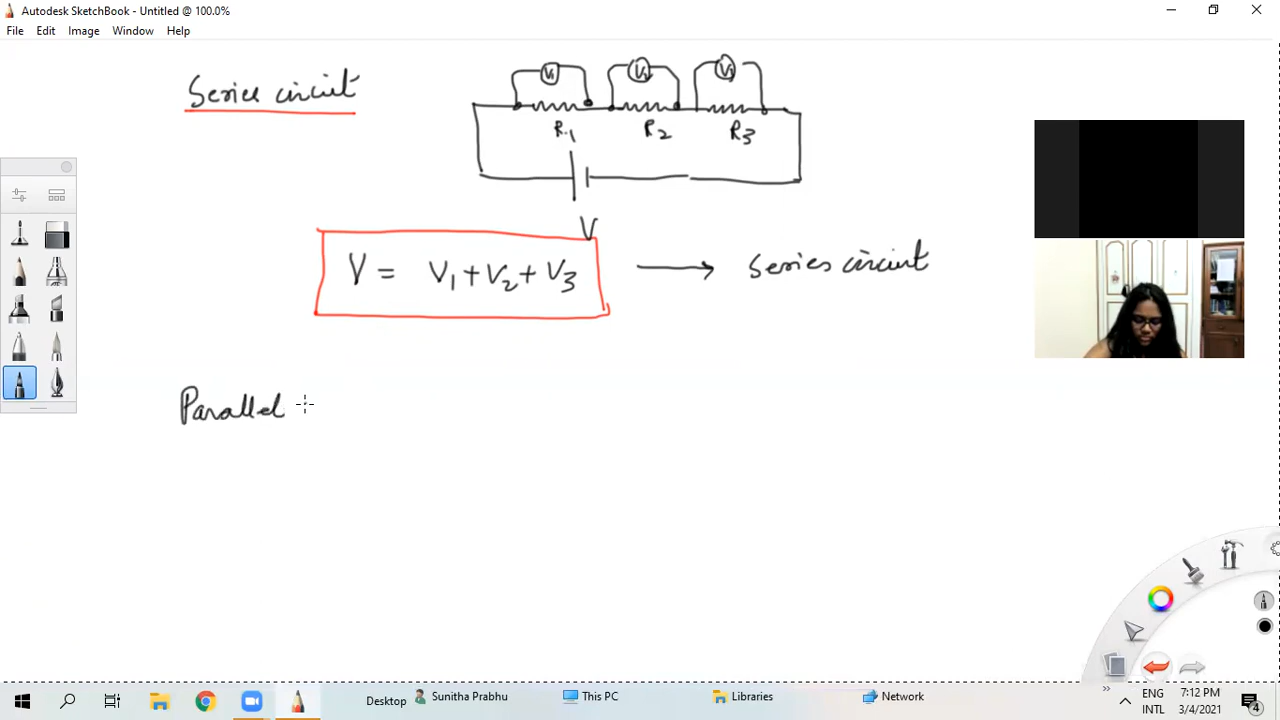 Autodesk SketchBook - Untitled @ 100.0%
File Edit Image Window Help
Series circuit
V1 V2 V3
R1 R2 R3
V
V = V1 + V2 + V3 → Series circuit
Parallel
Desktop Sunitha Prabhu This PC Libraries Network
ENG 7:12 PM
INTL 3/4/2021 4